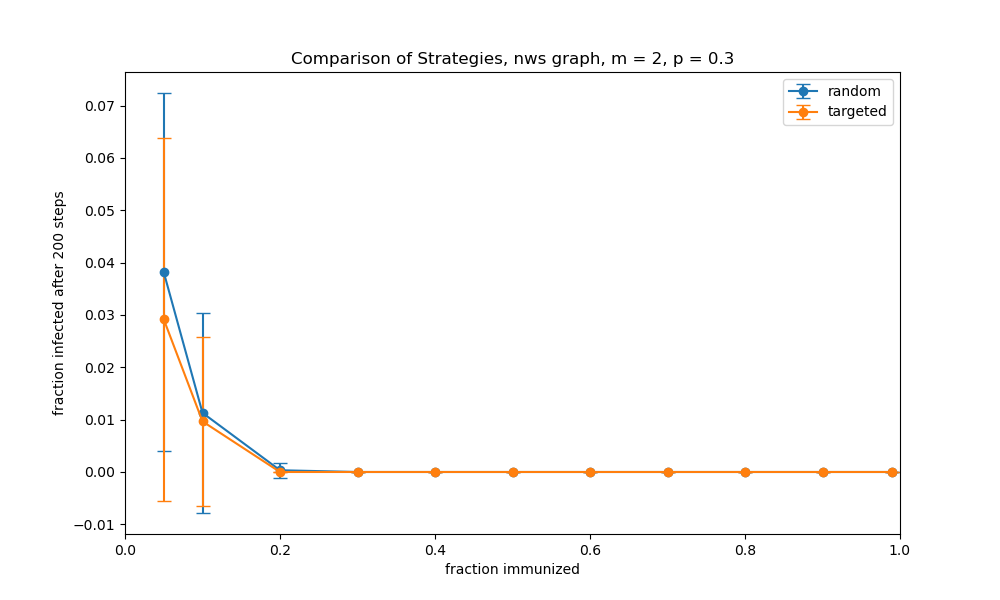 Comparison of Strategies, nws graph, m = 2, p = 0.3
random
targeted
fraction infected after 200 steps
0.07
0.06
0.05
0.04
0.03
0.02
0.01
0.00
−0.01
0.0 0.2 0.4 0.6 0.8 1.0
fraction immunized